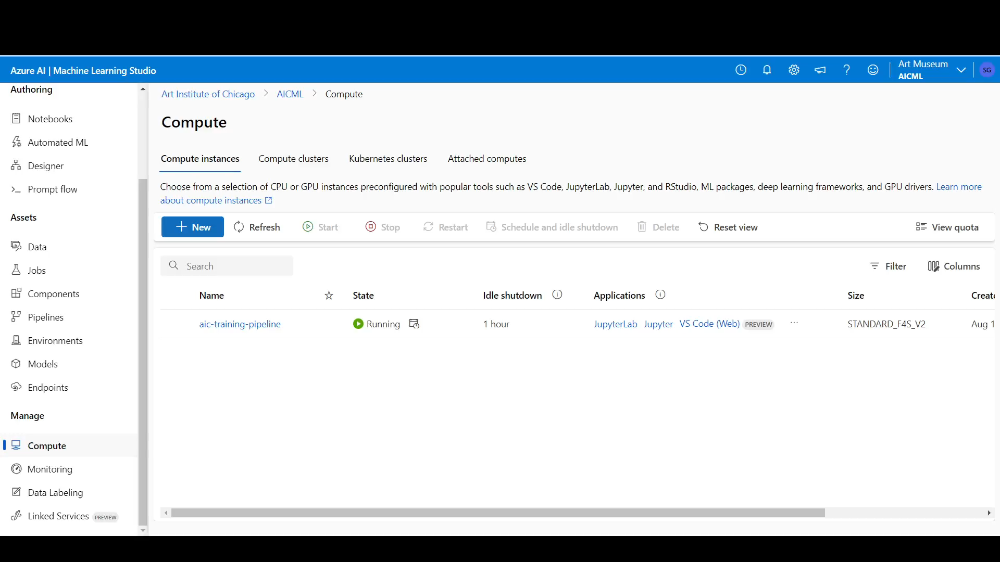 Azure AI | Machine Learning Studio
Art Museum
AICML
SG
Authoring
Notebooks
Automated ML
Designer
Prompt flow
Assets
Data
Jobs
Components
Pipelines
Environments
Models
Endpoints
Manage
Compute
Monitoring
Data Labeling
Linked Services PREVIEW
Art Institute of Chicago > AICML > Compute
Compute
Compute instances Compute clusters Kubernetes clusters Attached computes
Choose from a selection of CPU or GPU instances preconfigured with popular tools such as VS Code, JupyterLab, Jupyter, and RStudio, ML packages, deep learning frameworks, and GPU drivers. Learn more
about compute instances
New Refresh Start Stop Restart Schedule and idle shutdown Delete Reset view View quota
Search Filter Columns
Name State Idle shutdown Applications Size Create
aic-training-pipeline Running 1 hour JupyterLab Jupyter VS Code (Web) PREVIEW ... STANDARD_F4S_V2 Aug 1